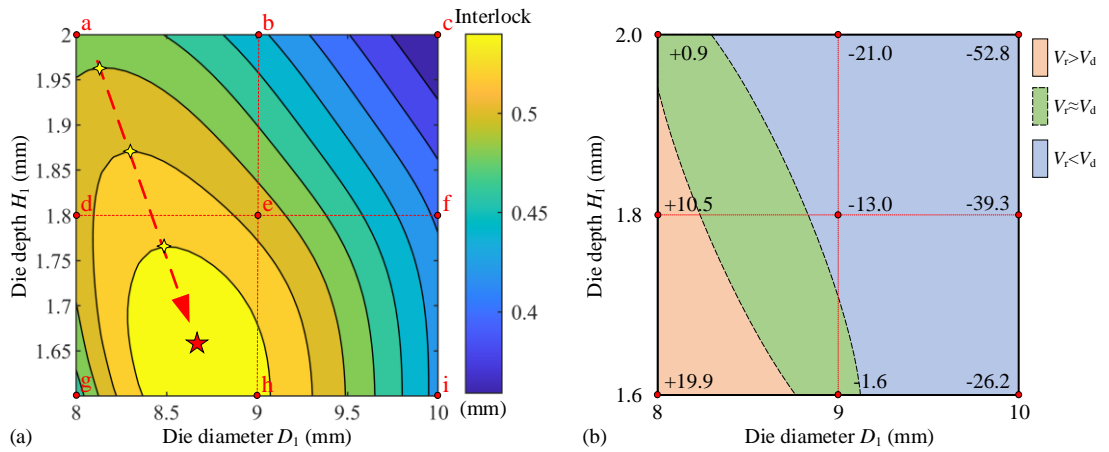 a
b
c
Interlock
2
1.95
1.9
1.85
1.8
1.75
1.7
1.65
d
e
f
g
h
i
0.5
0.45
0.4
(mm)
8
8.5
9
9.5
10
Die depth H₁ (mm)
Die diameter D₁ (mm)
(a)
2.0
1.8
1.6
+0.9
-21.0
-52.8
+10.5
-13.0
-39.3
+19.9
-1.6
-26.2
8
9
10
Die depth H₁ (mm)
Die diameter D₁ (mm)
(b)
Vᵣ>V_d
Vᵣ≈V_d
Vᵣ<V_d